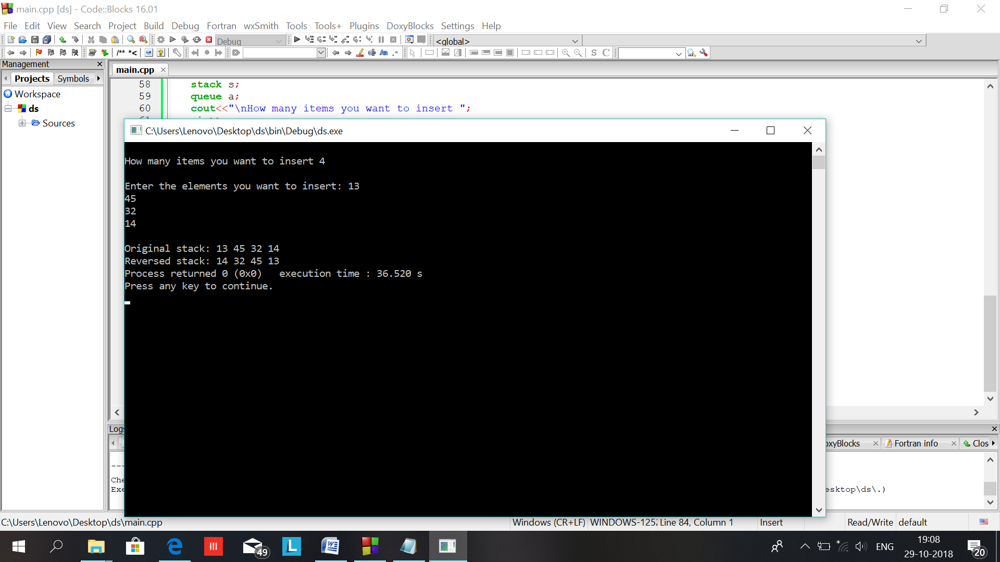 main.cpp [ds] - Code::Blocks 16.01
File Edit View Search Project Build Debug Fortran wxSmith Tools Tools+ Plugins DoxyBlocks Settings Help
Debug
<global>
/** *<
Aa .*
S C
Management
Projects Symbols
Workspace
ds
Sources
main.cpp
58 stack s;
59 queue a;
60 cout<<"\nHow many items you want to insert ";
C:\Users\Lenovo\Desktop\ds\bin\Debug\ds.exe
How many items you want to insert 4
Enter the elements you want to insert: 13
45
32
14
Original stack: 13 45 32 14
Reversed stack: 14 32 45 13
Process returned 0 (0x0)   execution time : 36.520 s
Press any key to continue.
Logs
oxyBlocks Fortran info Clos
Che
Exe
esktop\ds\.)
C:\Users\Lenovo\Desktop\ds\main.cpp Windows (CR+LF) WINDOWS-1252 Line 84, Column 1 Insert Read/Write default
49 L ENG 19:08
29-10-2018 20